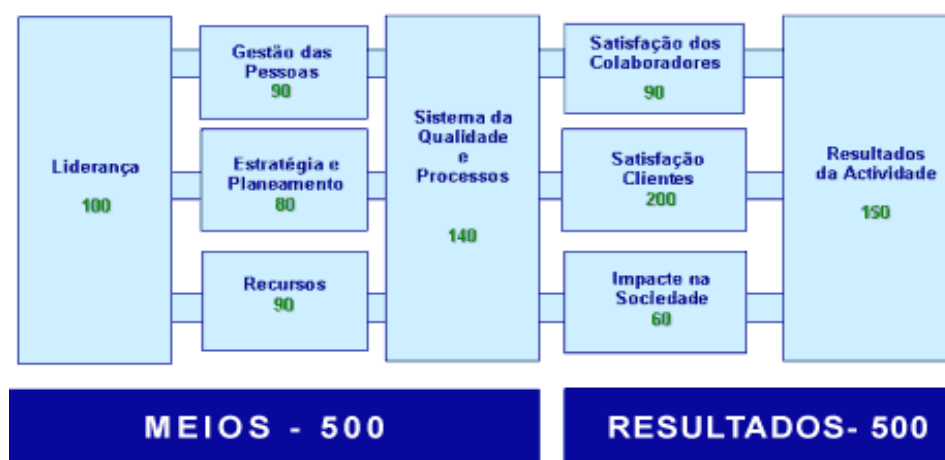 Liderança
100
Gestão das
Pessoas
90
Estratégia e
Planeamento
80
Recursos
90
Sistema da
Qualidade
e
Processos
140
Satisfação dos
Colaboradores
90
Satisfação
Clientes
200
Impacte na
Sociedade
60
Resultados
da Actividade
150
MEIOS - 500
RESULTADOS- 500